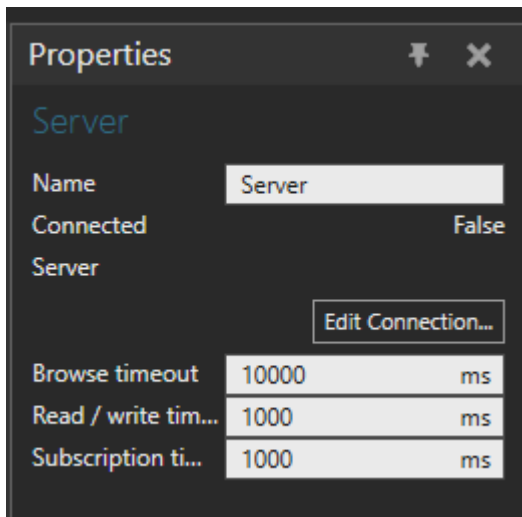 Properties
Server
Name Server
Connected False
Server
Edit Connection...
Browse timeout 10000 ms
Read / write tim... 1000 ms
Subscription ti... 1000 ms